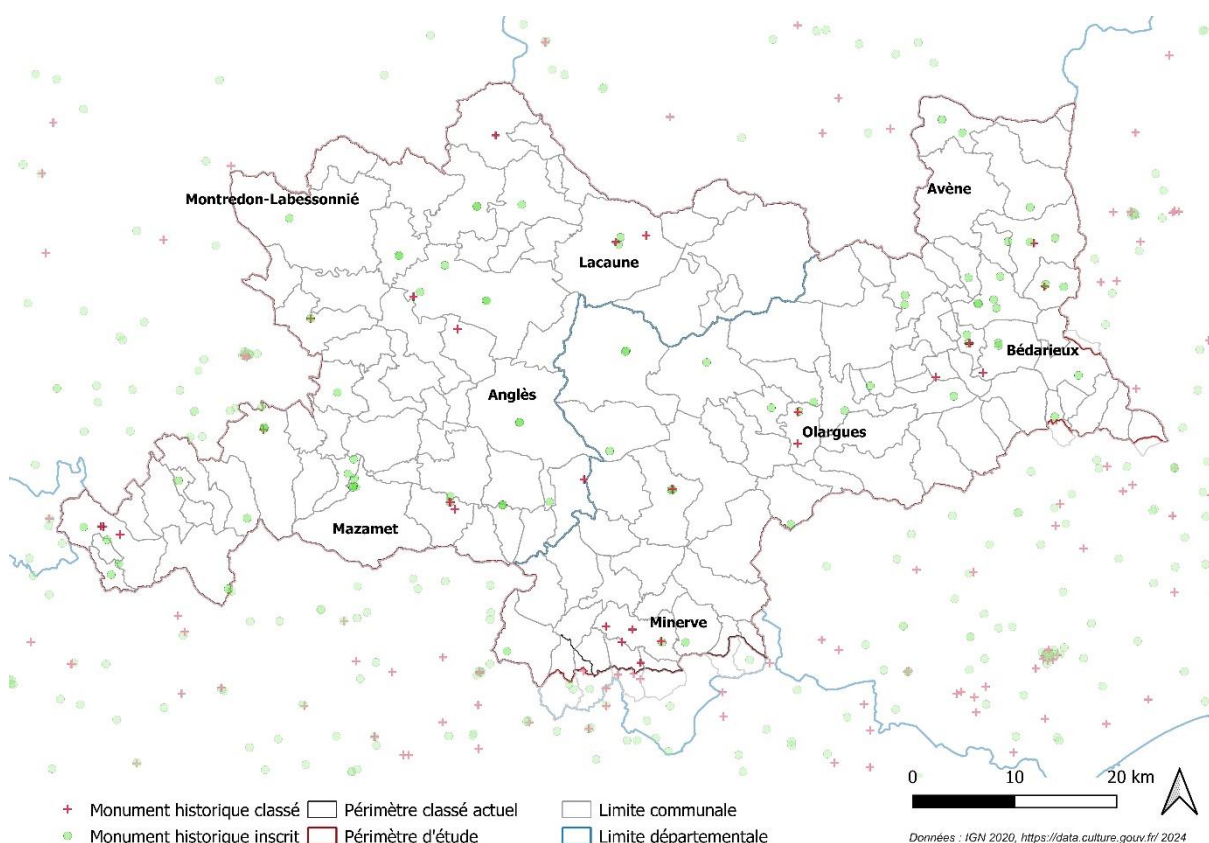 Montredon-Labessonnié
Avène
Lacaune
Bédarieux
Anglès
Olargues
Mazamet
Minerve
0 10 20 km
Monument historique classé
Périmètre classé actuel
Limite communale
Monument historique inscrit
Périmètre d'étude
Limite départementale
Données : IGN 2020, https://data.culture.gouv.fr/ 2024